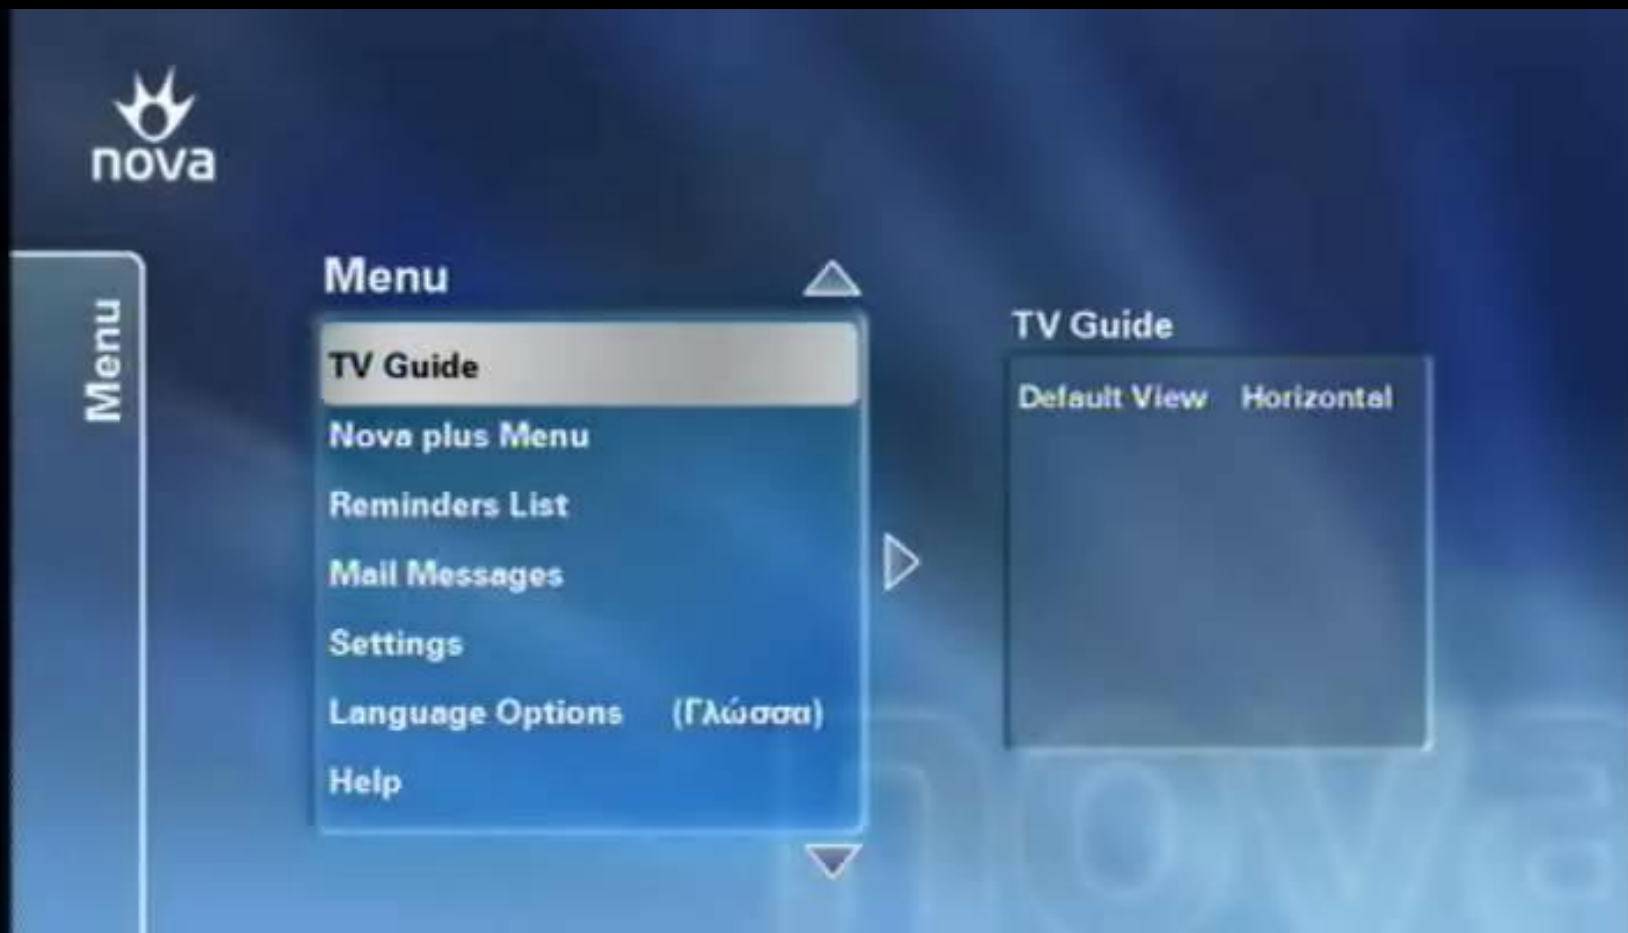 nova
Menu
Menu
TV Guide
Nova plus Menu
Reminders List
Mail Messages
Settings
Language Options (Γλώσσα)
Help
TV Guide
Default View Horizontal
nova